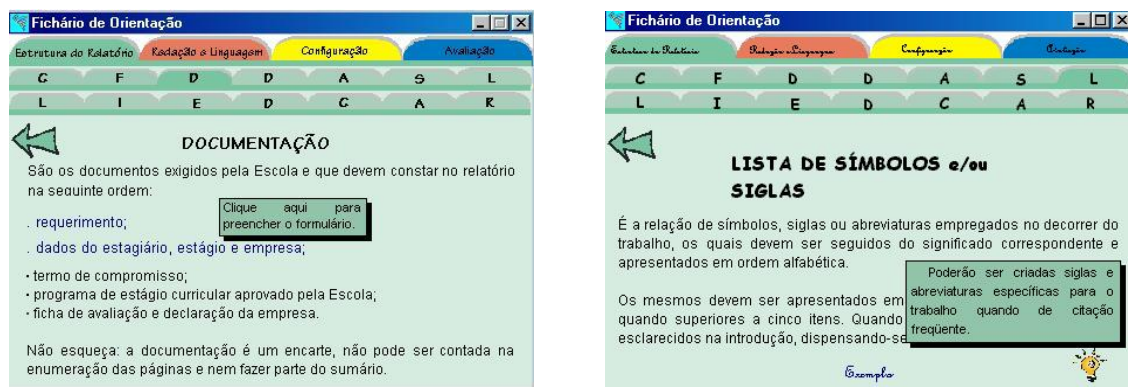 Fichário de Orientação
Estrutura do Relatório Redação e Linguagem Configuração Avaliação
C F D D A S L
L I E D C A R
DOCUMENTAÇÃO
São os documentos exigidos pela Escola e que devem constar no relatório
na seguinte ordem:
Clique aqui para
preencher o formulário.
. requerimento;
. dados do estagiário, estágio e empresa;
· termo de compromisso;
· programa de estágio curricular aprovado pela Escola;
· ficha de avaliação e declaração da empresa.
Não esqueça: a documentação é um encarte, não pode ser contada na
enumeração das páginas e nem fazer parte do sumário.
Fichário de Orientação
Estrutura do Relatório Redação e Linguagem Configuração Avaliação
C F D D A S L
L I E D C A R
LISTA DE SÍMBOLOS e/ou
SIGLAS
É a relação de símbolos, siglas ou abreviaturas empregados no decorrer do
trabalho, os quais devem ser seguidos do significado correspondente e
apresentados em ordem alfabética.
Poderão ser criadas siglas e
abreviaturas específicas para o
trabalho quando de citação
freqüente.
Os mesmos devem ser apresentados em
quando superiores a cinco itens. Quando
esclarecidos na introdução, dispensando-se
Exemplo